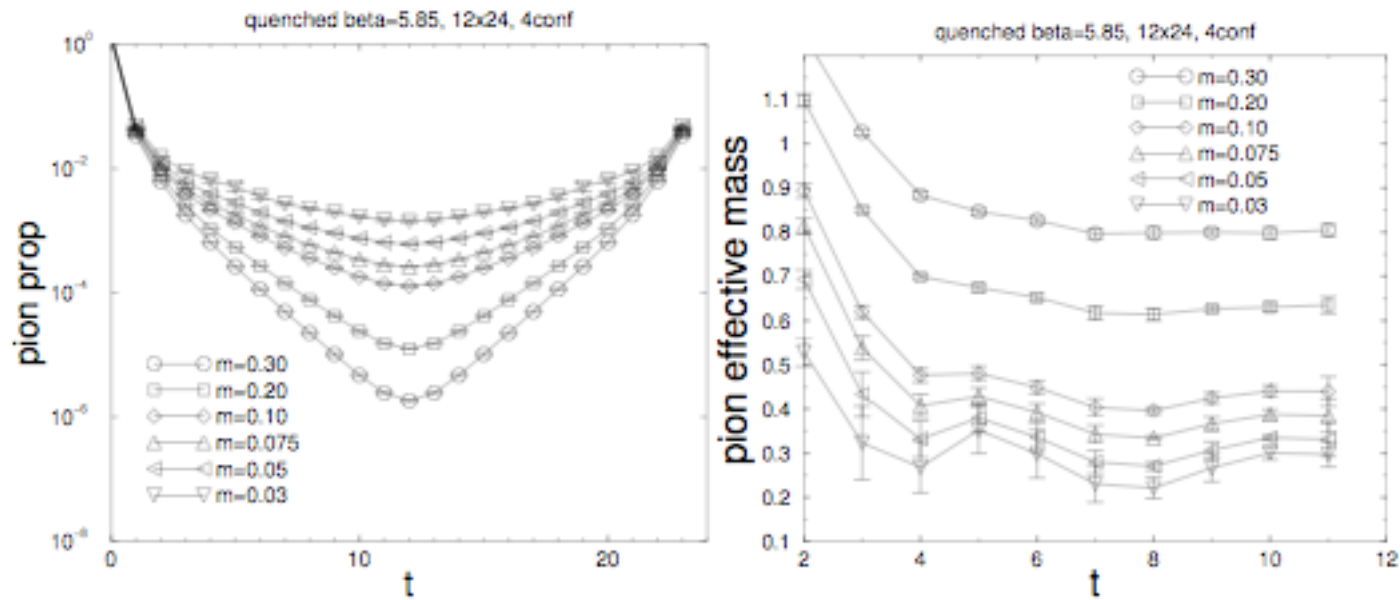 quenched beta=5.85, 12x24, 4conf
pion prop
10⁰
10⁻²
10⁻⁴
10⁻⁶
10⁻⁸
m=0.30
m=0.20
m=0.10
m=0.075
m=0.05
m=0.03
0
10
20
t
quenched beta=5.85, 12x24, 4conf
pion effective mass
1.1
1
0.9
0.8
0.7
0.6
0.5
0.4
0.3
0.2
0.1
m=0.30
m=0.20
m=0.10
m=0.075
m=0.05
m=0.03
2
4
6
8
10
12
t